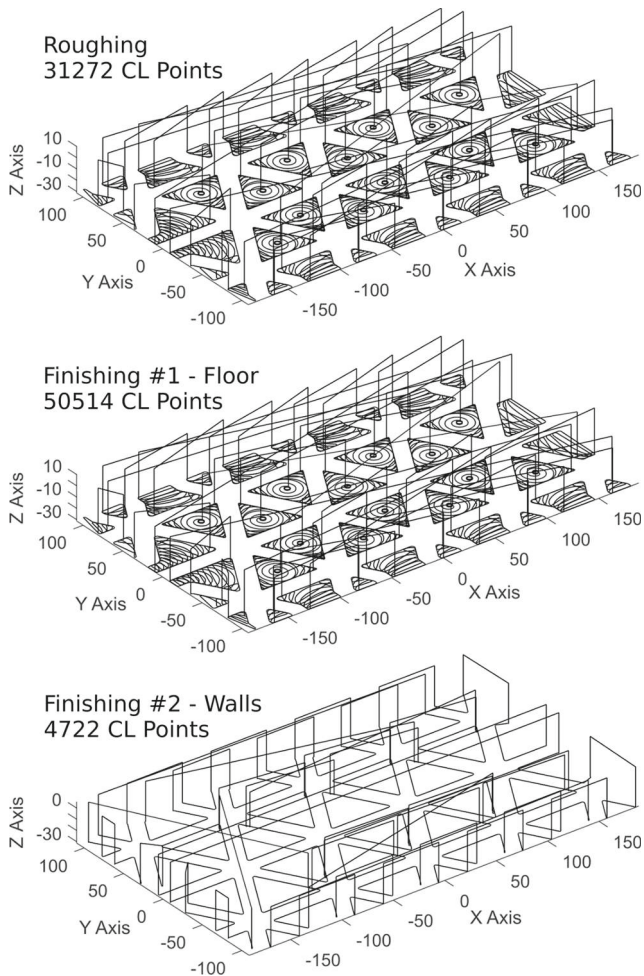 Roughing
31272 CL Points
10
-10
-30
Z Axis
100
50
0
-50
-100
Y Axis
-150
-100
-50
0
50
100
150
X Axis
Finishing #1 - Floor
50514 CL Points
10
-10
-30
Z Axis
100
50
0
-50
-100
Y Axis
-150
-100
-50
0
50
100
150
X Axis
Finishing #2 - Walls
4722 CL Points
0
-30
Z Axis
100
50
0
-50
-100
Y Axis
-150
-100
-50
0
50
100
150
X Axis